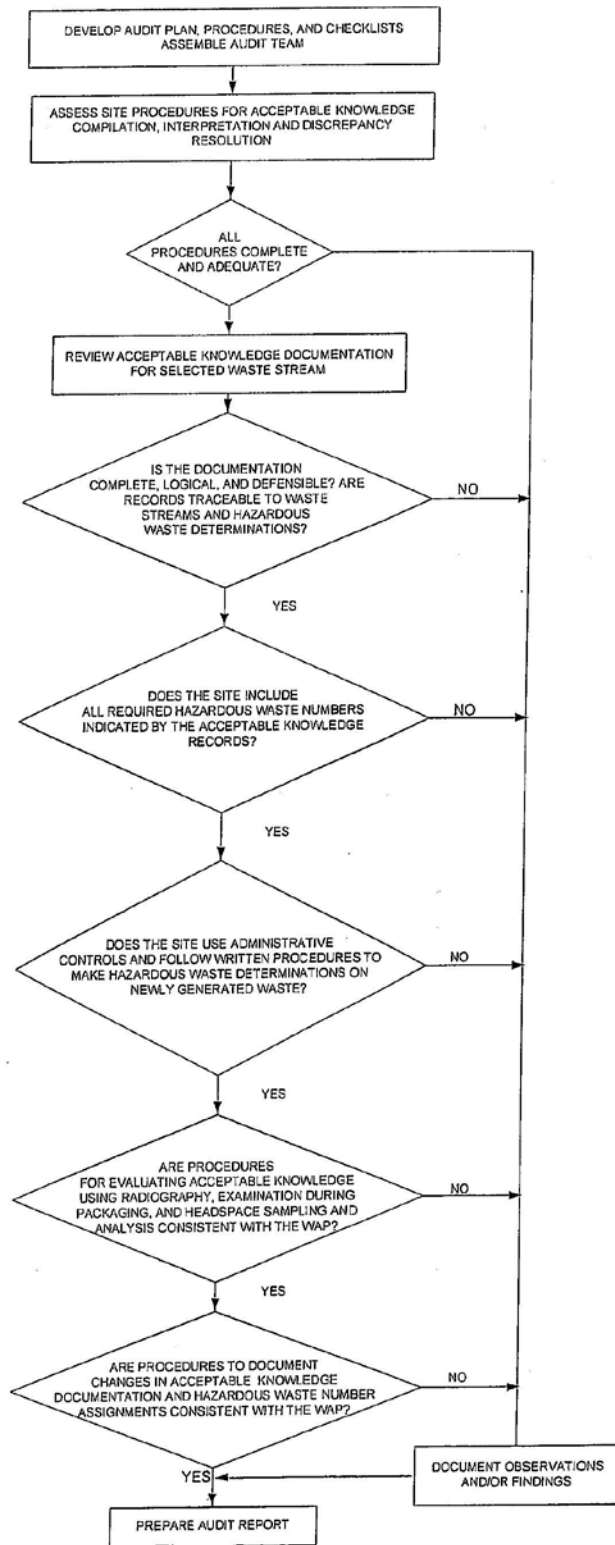 DEVELOP AUDIT PLAN, PROCEDURES, AND CHECKLISTS
ASSEMBLE AUDIT TEAM
ASSESS SITE PROCEDURES FOR ACCEPTABLE KNOWLEDGE
COMPILATION, INTERPRETATION AND DISCREPANCY
RESOLUTION
ALL
PROCEDURES COMPLETE
AND ADEQUATE?
REVIEW ACCEPTABLE KNOWLEDGE DOCUMENTATION
FOR SELECTED WASTE STREAM
IS THE DOCUMENTATION
COMPLETE, LOGICAL, AND DEFENSIBLE? ARE
RECORDS TRACEABLE TO WASTE
STREAMS AND HAZARDOUS
WASTE DETERMINATIONS?
NO
YES
DOES THE SITE INCLUDE
ALL REQUIRED HAZARDOUS WASTE NUMBERS
INDICATED BY THE ACCEPTABLE KNOWLEDGE
RECORDS?
NO
YES
DOES THE SITE USE ADMINISTRATIVE
CONTROLS AND FOLLOW WRITTEN PROCEDURES TO
MAKE HAZARDOUS WASTE DETERMINATIONS ON
NEWLY GENERATED WASTE?
NO
YES
ARE PROCEDURES
FOR EVALUATING ACCEPTABLE KNOWLEDGE
USING RADIOGRAPHY, EXAMINATION DURING
PACKAGING, AND HEADSPACE SAMPLING AND
ANALYSIS CONSISTENT WITH THE WAP?
NO
YES
ARE PROCEDURES TO DOCUMENT
CHANGES IN ACCEPTABLE KNOWLEDGE
DOCUMENTATION AND HAZARDOUS WASTE NUMBER
ASSIGNMENTS CONSISTENT WITH THE WAP?
NO
YES
DOCUMENT OBSERVATIONS
AND/OR FINDINGS
PREPARE AUDIT REPORT